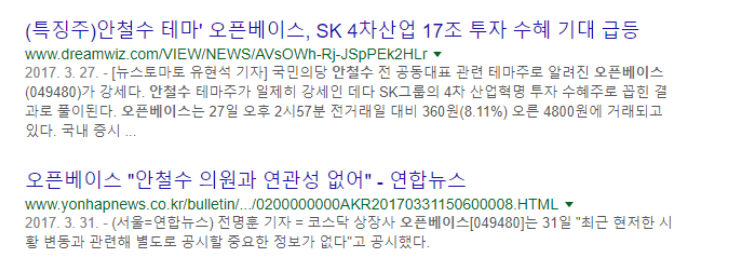 (특징주)안철수 테마' 오픈베이스, SK 4차산업 17조 투자 수혜 기대 급등
www.dreamwiz.com/VIEW/NEWS/AVsOWh-Rj-JSpPEk2HLr ▼
2017. 3. 27. - [뉴스토마토 유현석 기자] 국민의당 안철수 전 공동대표 관련 테마주로 알려진 오픈베이스
(049480)가 강세다. 안철수 테마주가 일제히 강세인 데다 SK그룹의 4차 산업혁명 투자 수혜주로 꼽힌 결
과로 풀이된다. 오픈베이스는 27일 오후 2시57분 전거래일 대비 360원(8.11%) 오른 4800원에 거래되고
있다. 국내 증시 ...
오픈베이스 "안철수 의원과 연관성 없어" - 연합뉴스
www.yonhapnews.co.kr/bulletin/.../0200000000AKR20170331150600008.HTML ▼
2017. 3. 31. - (서울=연합뉴스) 전명훈 기자 = 코스닥 상장사 오픈베이스[049480]는 31일 "최근 현저한 시
황 변동과 관련해 별도로 공시할 중요한 정보가 없다"고 공시했다.